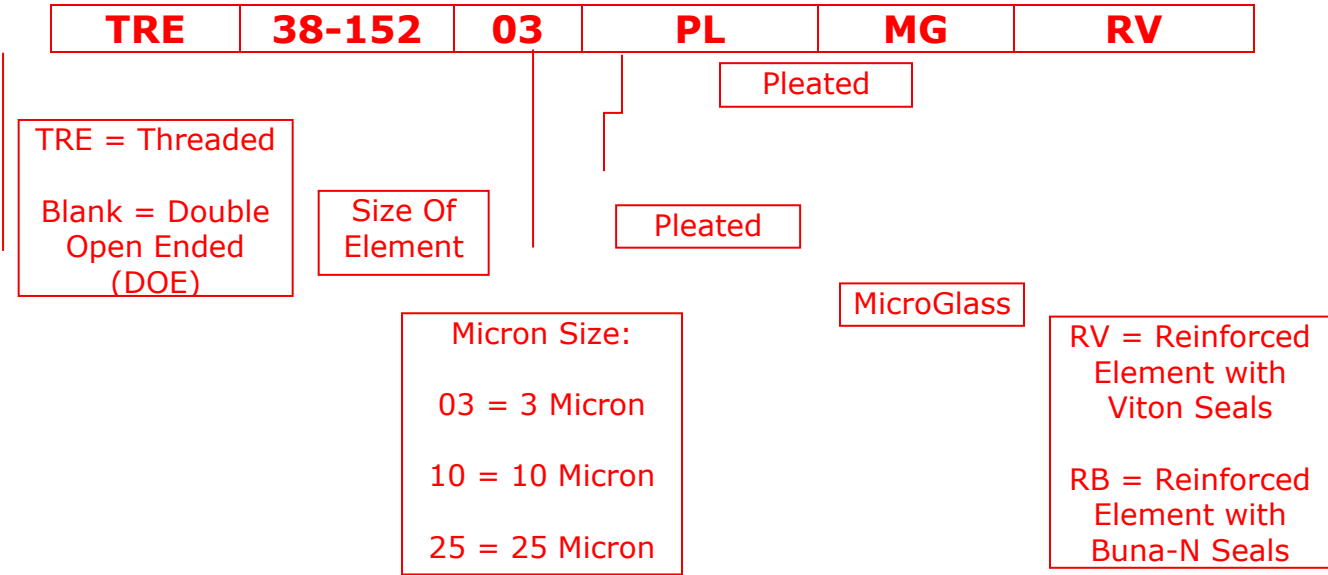 TRE 38-152 03 PL MG RV
Pleated
TRE = Threaded
Blank = Double
Open Ended
(DOE)
Size Of
Element
Pleated
MicroGlass
Micron Size:
03 = 3 Micron
10 = 10 Micron
25 = 25 Micron
RV = Reinforced
Element with
Viton Seals
RB = Reinforced
Element with
Buna-N Seals